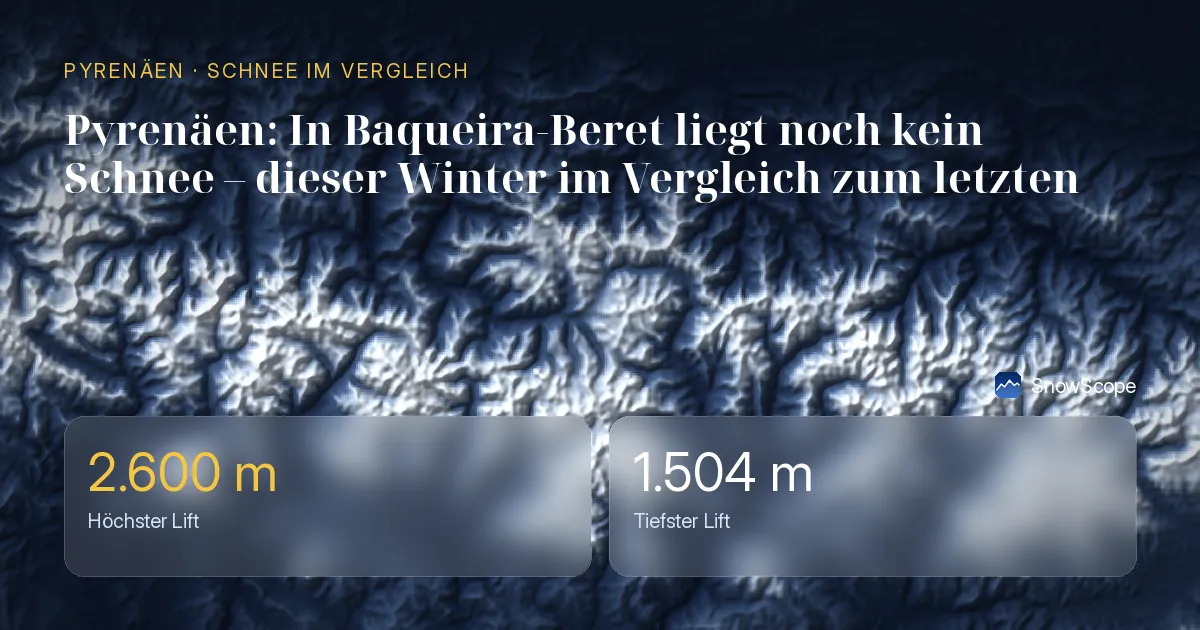 PYRENÄEN · SCHNEE IM VERGLEICH
Pyrenäen: In Baqueira-Beret liegt noch kein
Schnee – dieser Winter im Vergleich zum letzten
SnowScope
2.600 m
Höchster Lift
1.504 m
Tiefster Lift